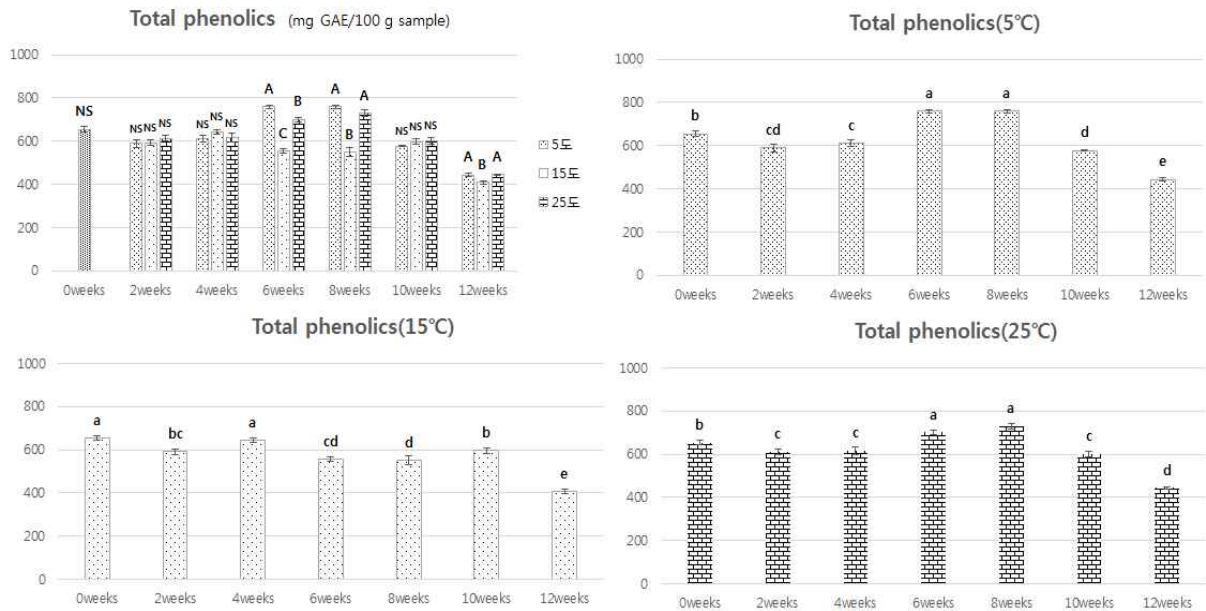 Total phenolics (mg GAE/100 g sample)
1000
800
600
400
200
0
NS
NS NS NS
NS NS NS
A C B
A B A
NS NS NS
A B A
0weeks 2weeks 4weeks 6weeks 8weeks 10weeks 12weeks
5도
15도
25도
Total phenolics(5℃)
1000
800
600
400
200
0
b cd c a a d e
0weeks 2weeks 4weeks 6weeks 8weeks 10weeks 12weeks
Total phenolics(15℃)
1000
800
600
400
200
0
a bc a cd d b e
0weeks 2weeks 4weeks 6weeks 8weeks 10weeks 12weeks
Total phenolics(25℃)
1000
800
600
400
200
0
b c c a a c d
0weeks 2weeks 4weeks 6weeks 8weeks 10weeks 12weeks